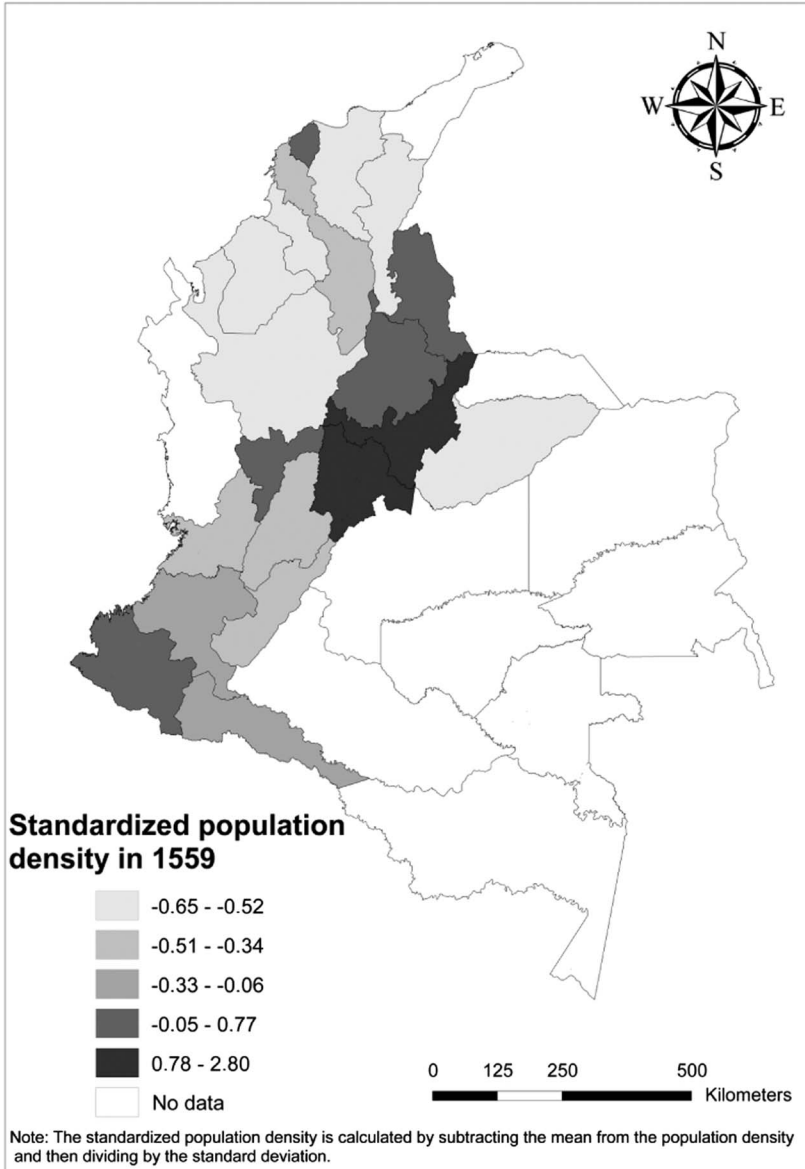 N
W E
S
Standardized population
density in 1559
-0.65 - -0.52
-0.51 - -0.34
-0.33 - -0.06
-0.05 - 0.77
0.78 - 2.80
No data
0 125 250 500
Kilometers
Note: The standardized population density is calculated by subtracting the mean from the population density
and then dividing by the standard deviation.